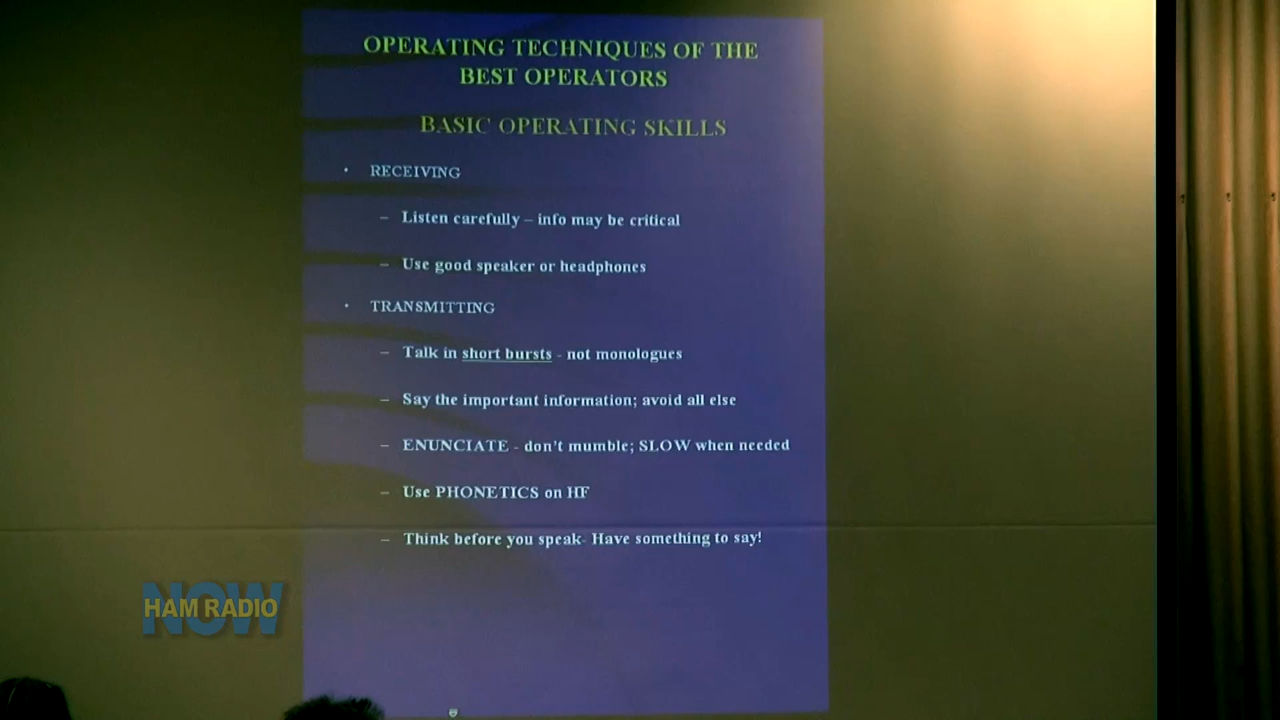 OPERATING TECHNIQUES OF THE
BEST OPERATORS
BASIC OPERATING SKILLS
• RECEIVING
– Listen carefully – info may be critical
– Use good speaker or headphones
• TRANSMITTING
– Talk in short bursts - not monologues
– Say the important information; avoid all else
– ENUNCIATE - don't mumble; SLOW when needed
– Use PHONETICS on HF
– Think before you speak- Have something to say!
NOW
HAM RADIO